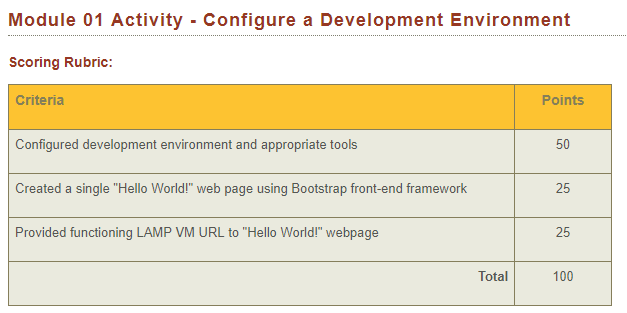 Module 01 Activity - Configure a Development Environment
Scoring Rubric:
Criteria Points
Configured development environment and appropriate tools 50
Created a single "Hello World!" web page using Bootstrap front-end framework 25
Provided functioning LAMP VM URL to "Hello World!" webpage 25
Total 100